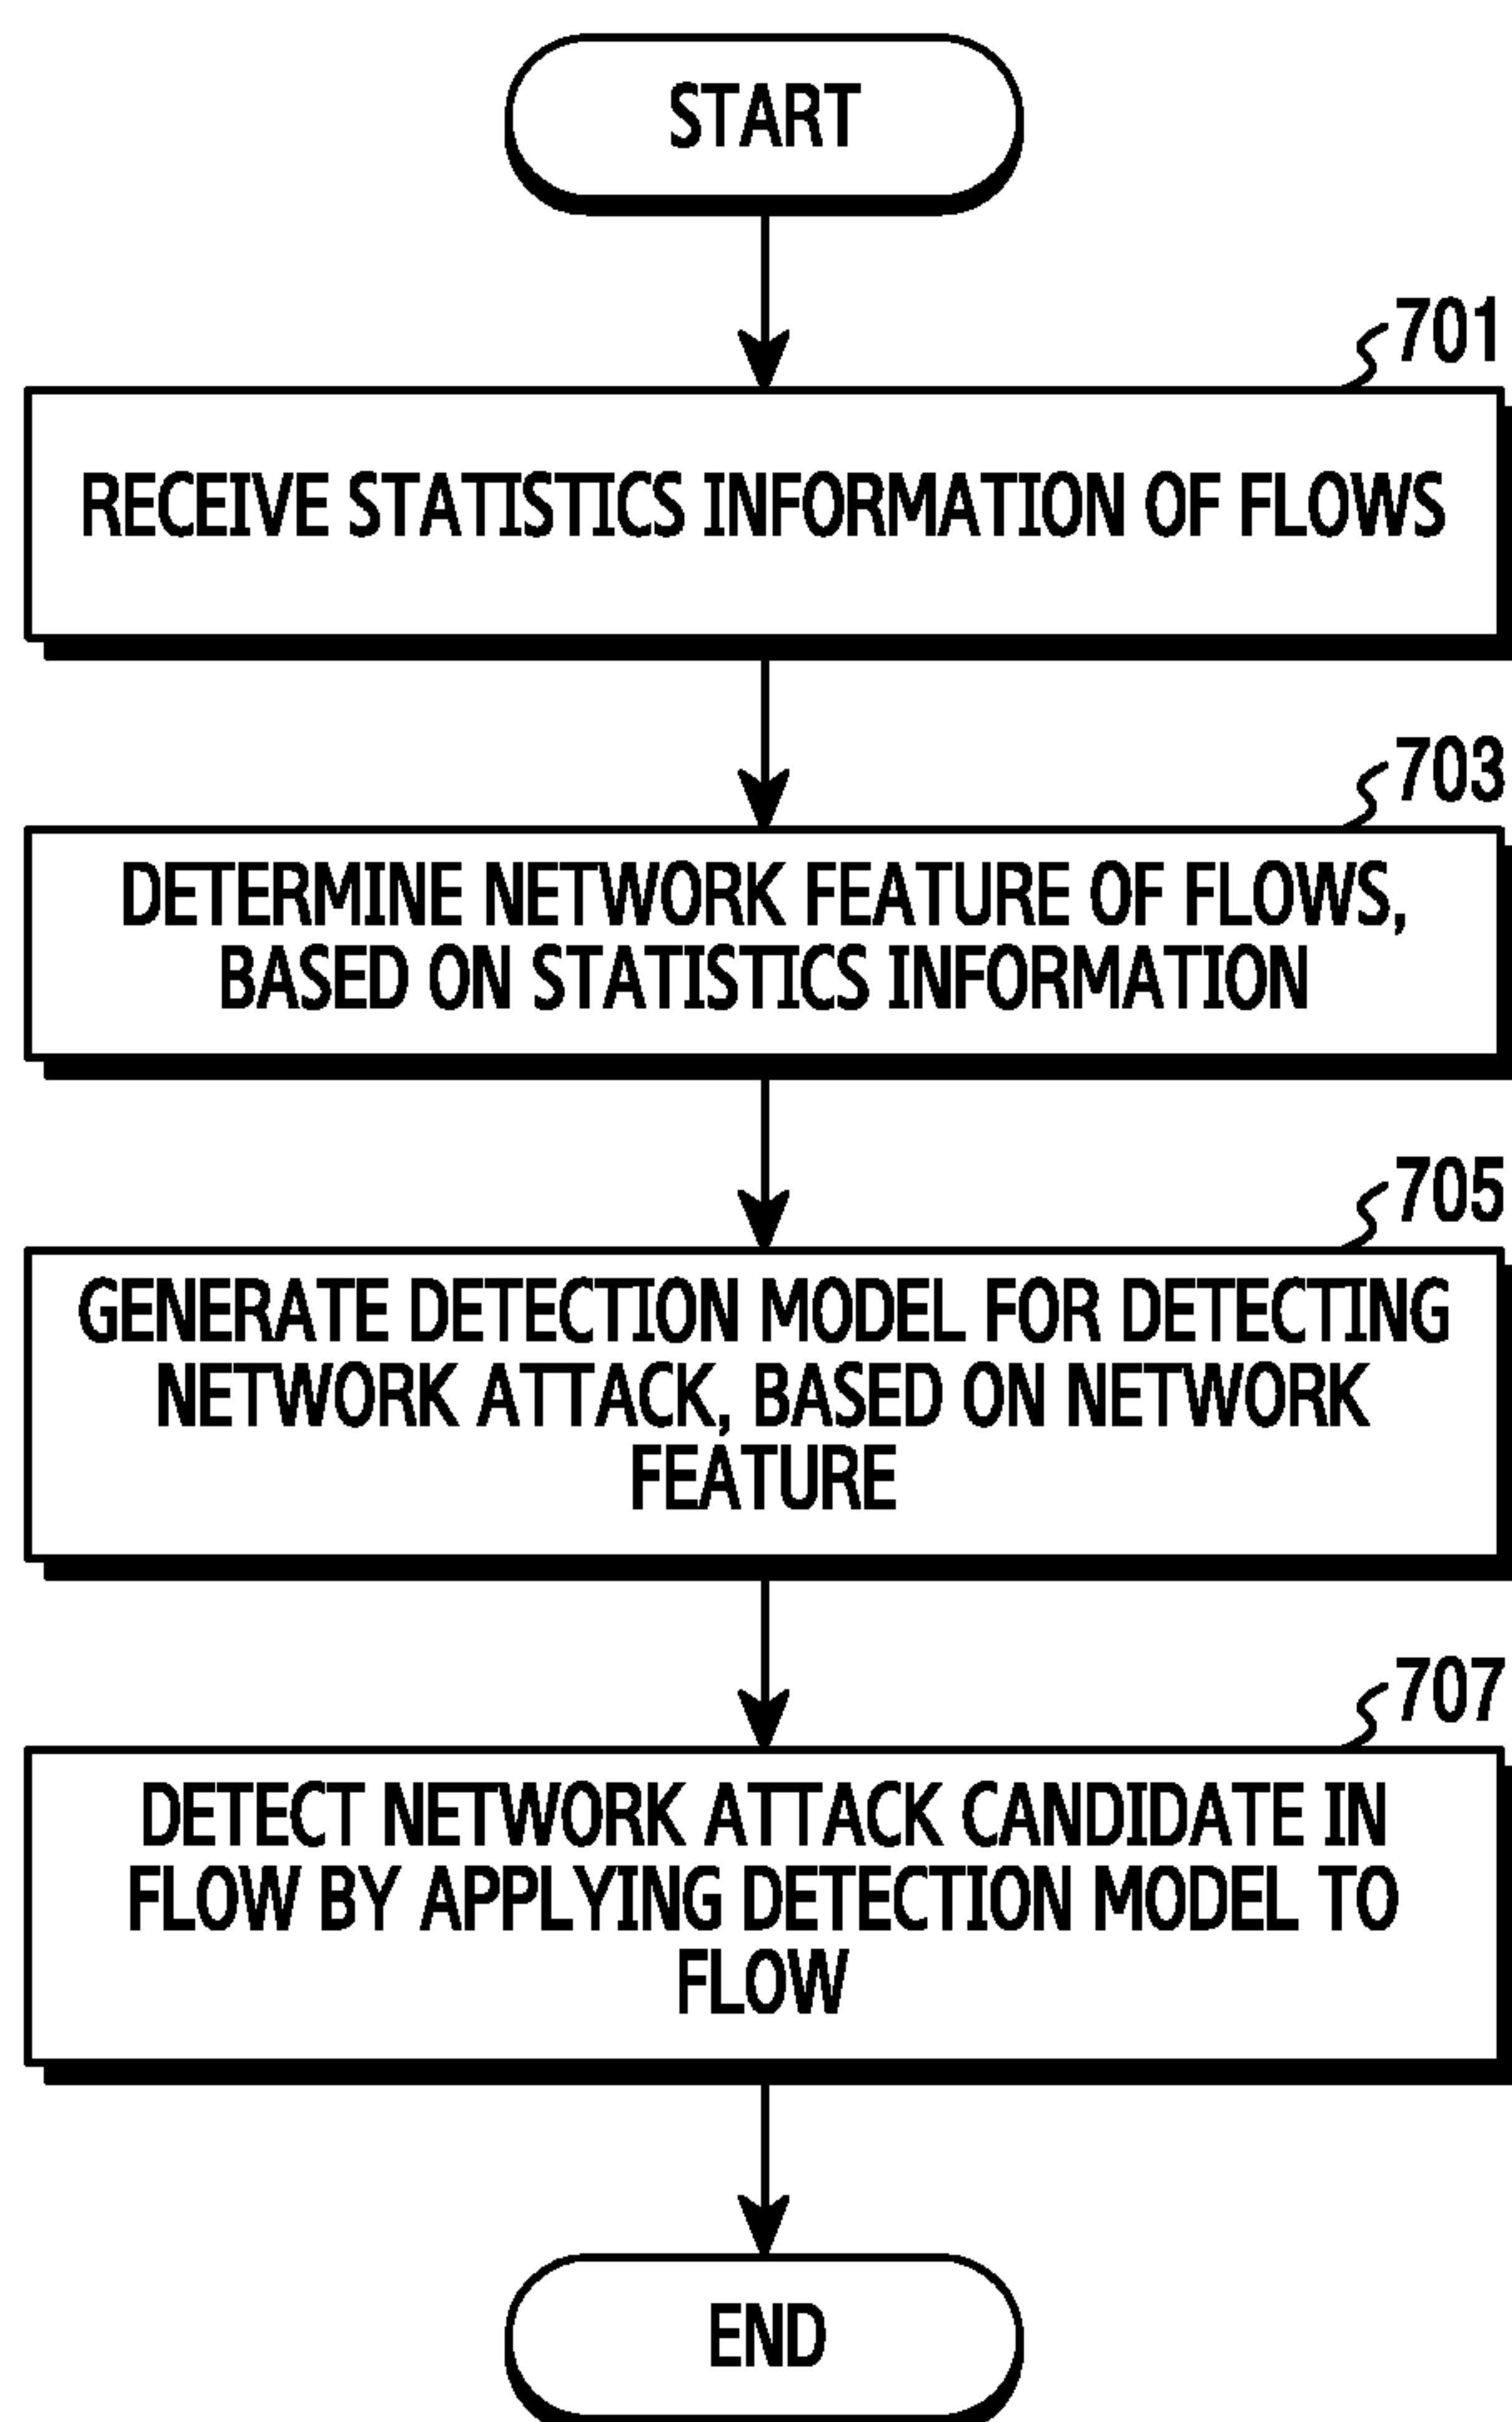 START
701
RECEIVE STATISTICS INFORMATION OF FLOWS
703
DETERMINE NETWORK FEATURE OF FLOWS,
BASED ON STATISTICS INFORMATION
705
GENERATE DETECTION MODEL FOR DETECTING
NETWORK ATTACK, BASED ON NETWORK
FEATURE
707
DETECT NETWORK ATTACK CANDIDATE IN
FLOW BY APPLYING DETECTION MODEL TO
FLOW
END